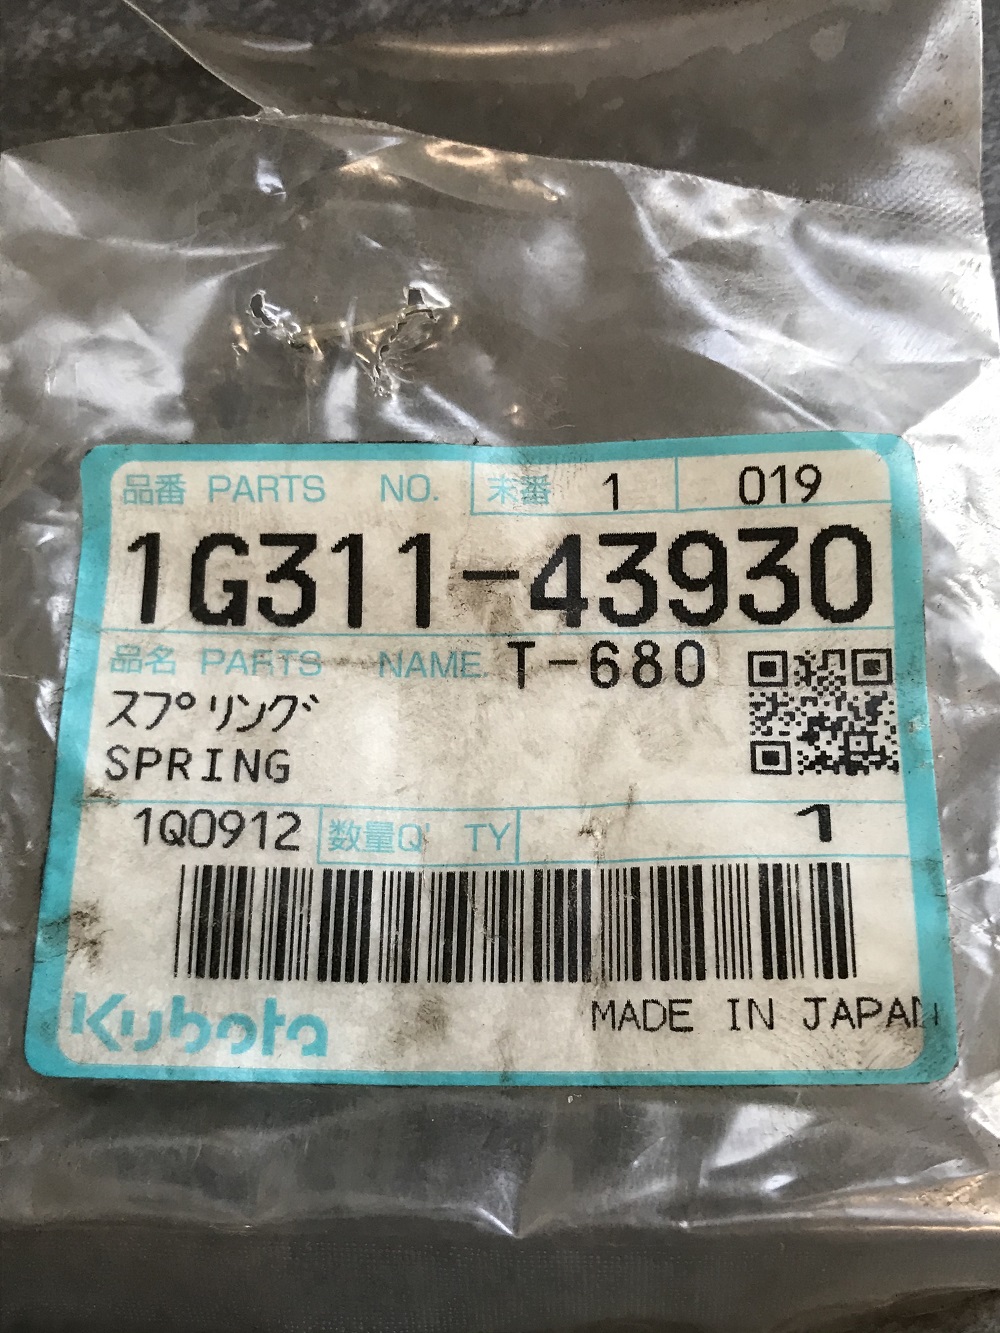 品番 PARTS NO. 末番 1 019
1G311-43930
品名 PARTS NAME. T-680
スプリング
SPRING
1Q0912 数量Q'TY 1
Kubota
MADE IN JAPAN